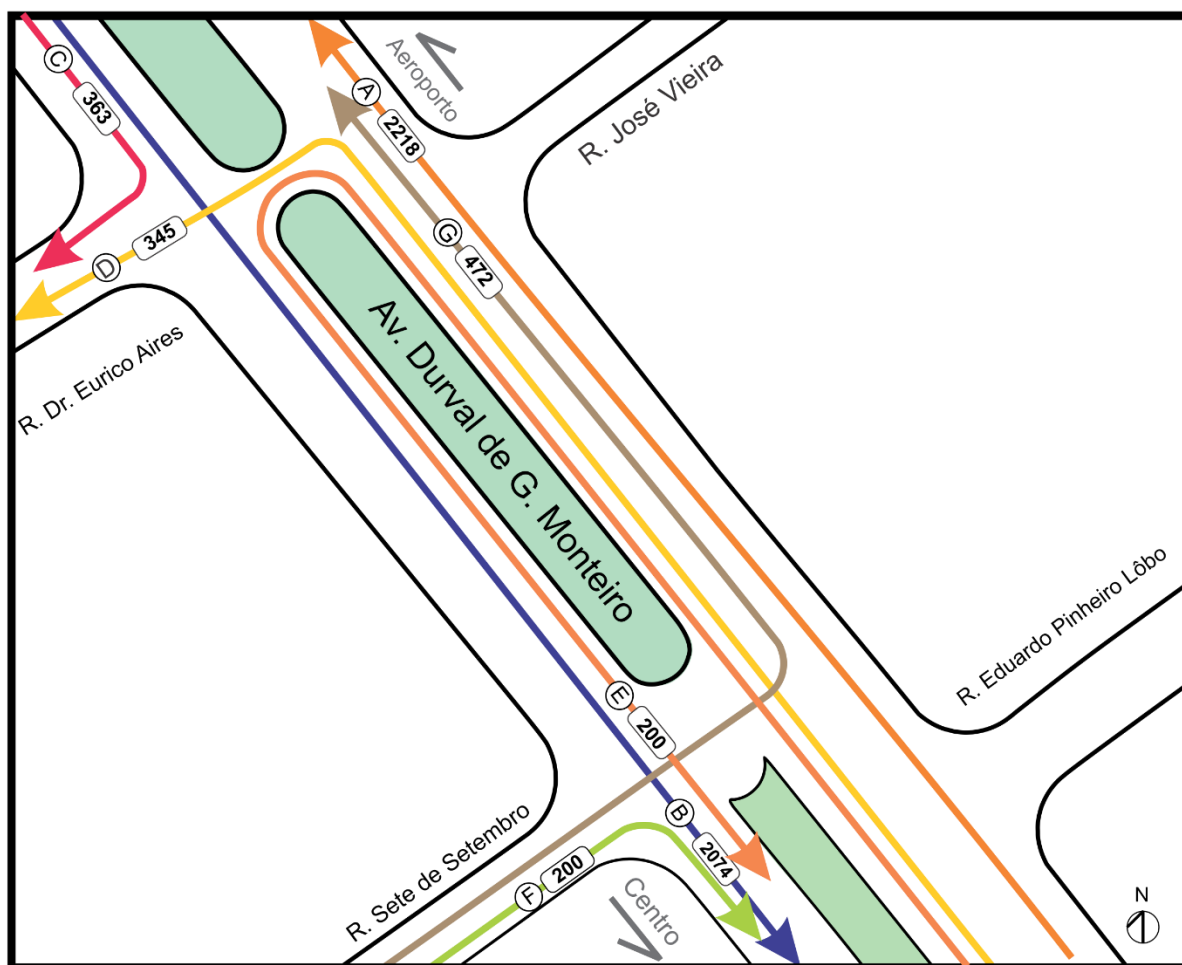 C
363
A
2218
Aeroporto
R. José Vieira
345
D
G
472
R. Dr. Eurico Aires
Av. Durval de G. Monteiro
R. Eduardo Pinheiro Lôbo
E
200
B
2074
R. Sete de Setembro
F
200
Centro
N